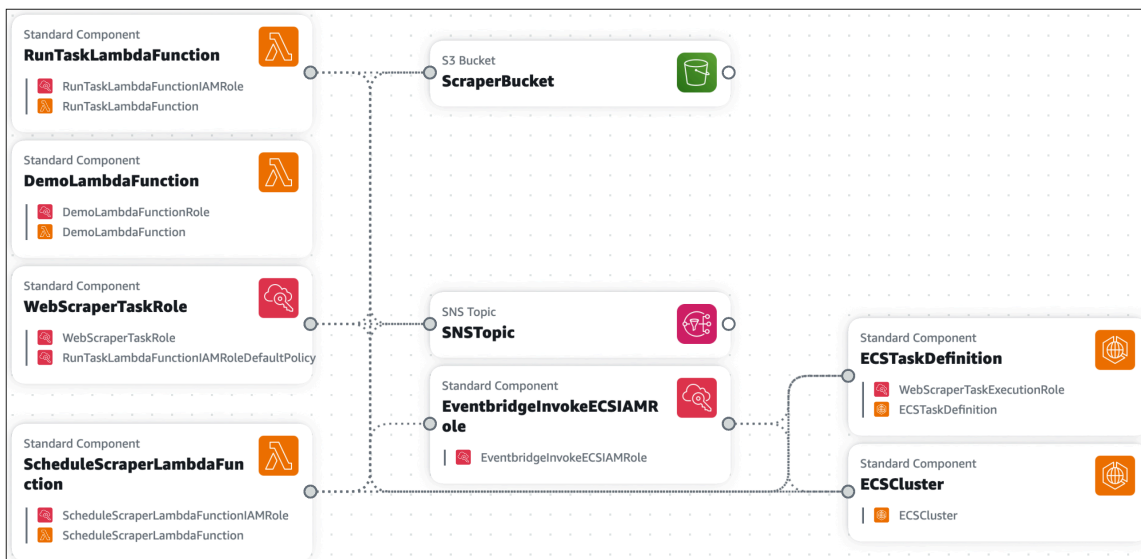 Standard Component
RunTaskLambdaFunction
RunTaskLambdaFunctionIAMRole
RunTaskLambdaFunction
Standard Component
DemoLambdaFunction
DemoLambdaFunctionRole
DemoLambdaFunction
Standard Component
WebScraperTaskRole
WebScraperTaskRole
RunTaskLambdaFunctionIAMRoleDefaultPolicy
Standard Component
ScheduleScraperLambdaFun
ction
ScheduleScraperLambdaFunctionIAMRole
ScheduleScraperLambdaFunction
S3 Bucket
ScraperBucket
SNS Topic
SNSTopic
Standard Component
EventbridgeInvokeECSIAMR
ole
EventbridgeInvokeECSIAMRole
Standard Component
ECSTaskDefinition
WebScraperTaskExecutionRole
ECSTaskDefinition
Standard Component
ECSCluster
ECSCluster